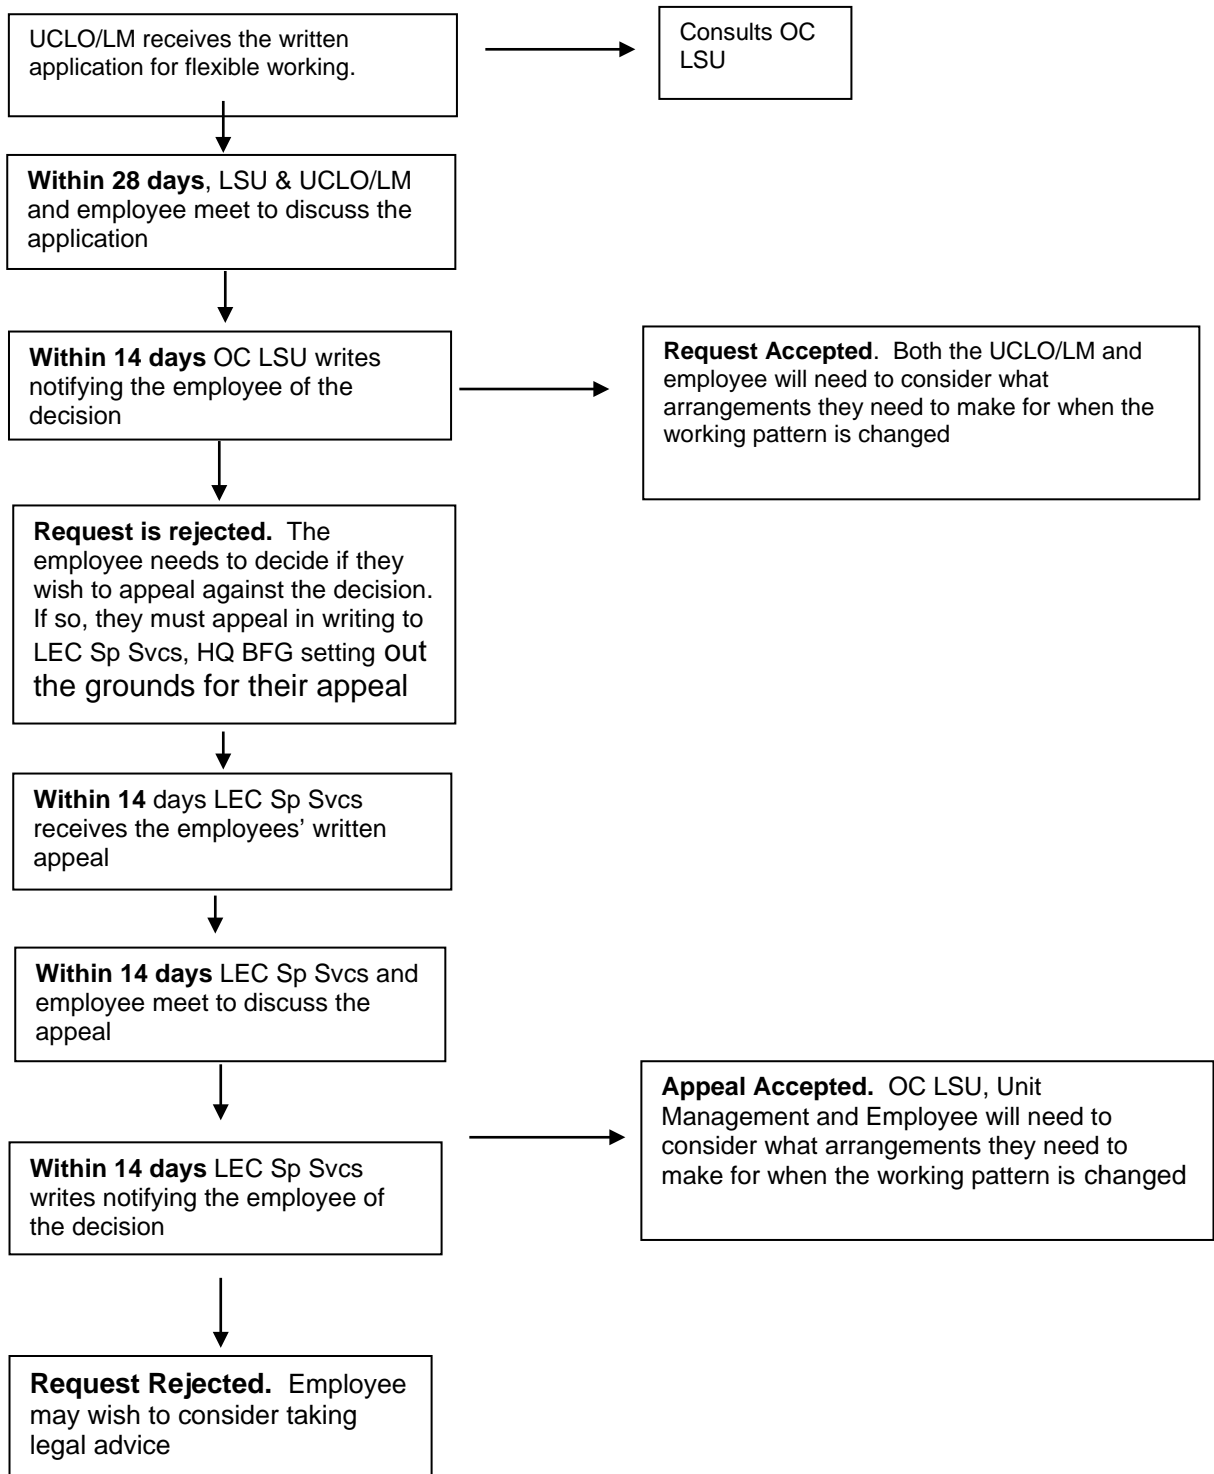 UCLO/LM receives the written
application for flexible working.
Consults OC
LSU
Within 28 days, LSU & UCLO/LM
and employee meet to discuss the
application
Within 14 days OC LSU writes
notifying the employee of the
decision
Request Accepted.  Both the UCLO/LM and
employee will need to consider what
arrangements they need to make for when the
working pattern is changed
Request is rejected.  The
employee needs to decide if they
wish to appeal against the decision.
If so, they must appeal in writing to
LEC Sp Svcs, HQ BFG setting out
the grounds for their appeal
Within 14 days LEC Sp Svcs
receives the employees’ written
appeal
Within 14 days LEC Sp Svcs and
employee meet to discuss the
appeal
Appeal Accepted.  OC LSU, Unit
Management and Employee will need to
consider what arrangements they need to
make for when the working pattern is changed
Within 14 days LEC Sp Svcs
writes notifying the employee of
the decision
Request Rejected.  Employee
may wish to consider taking
legal advice